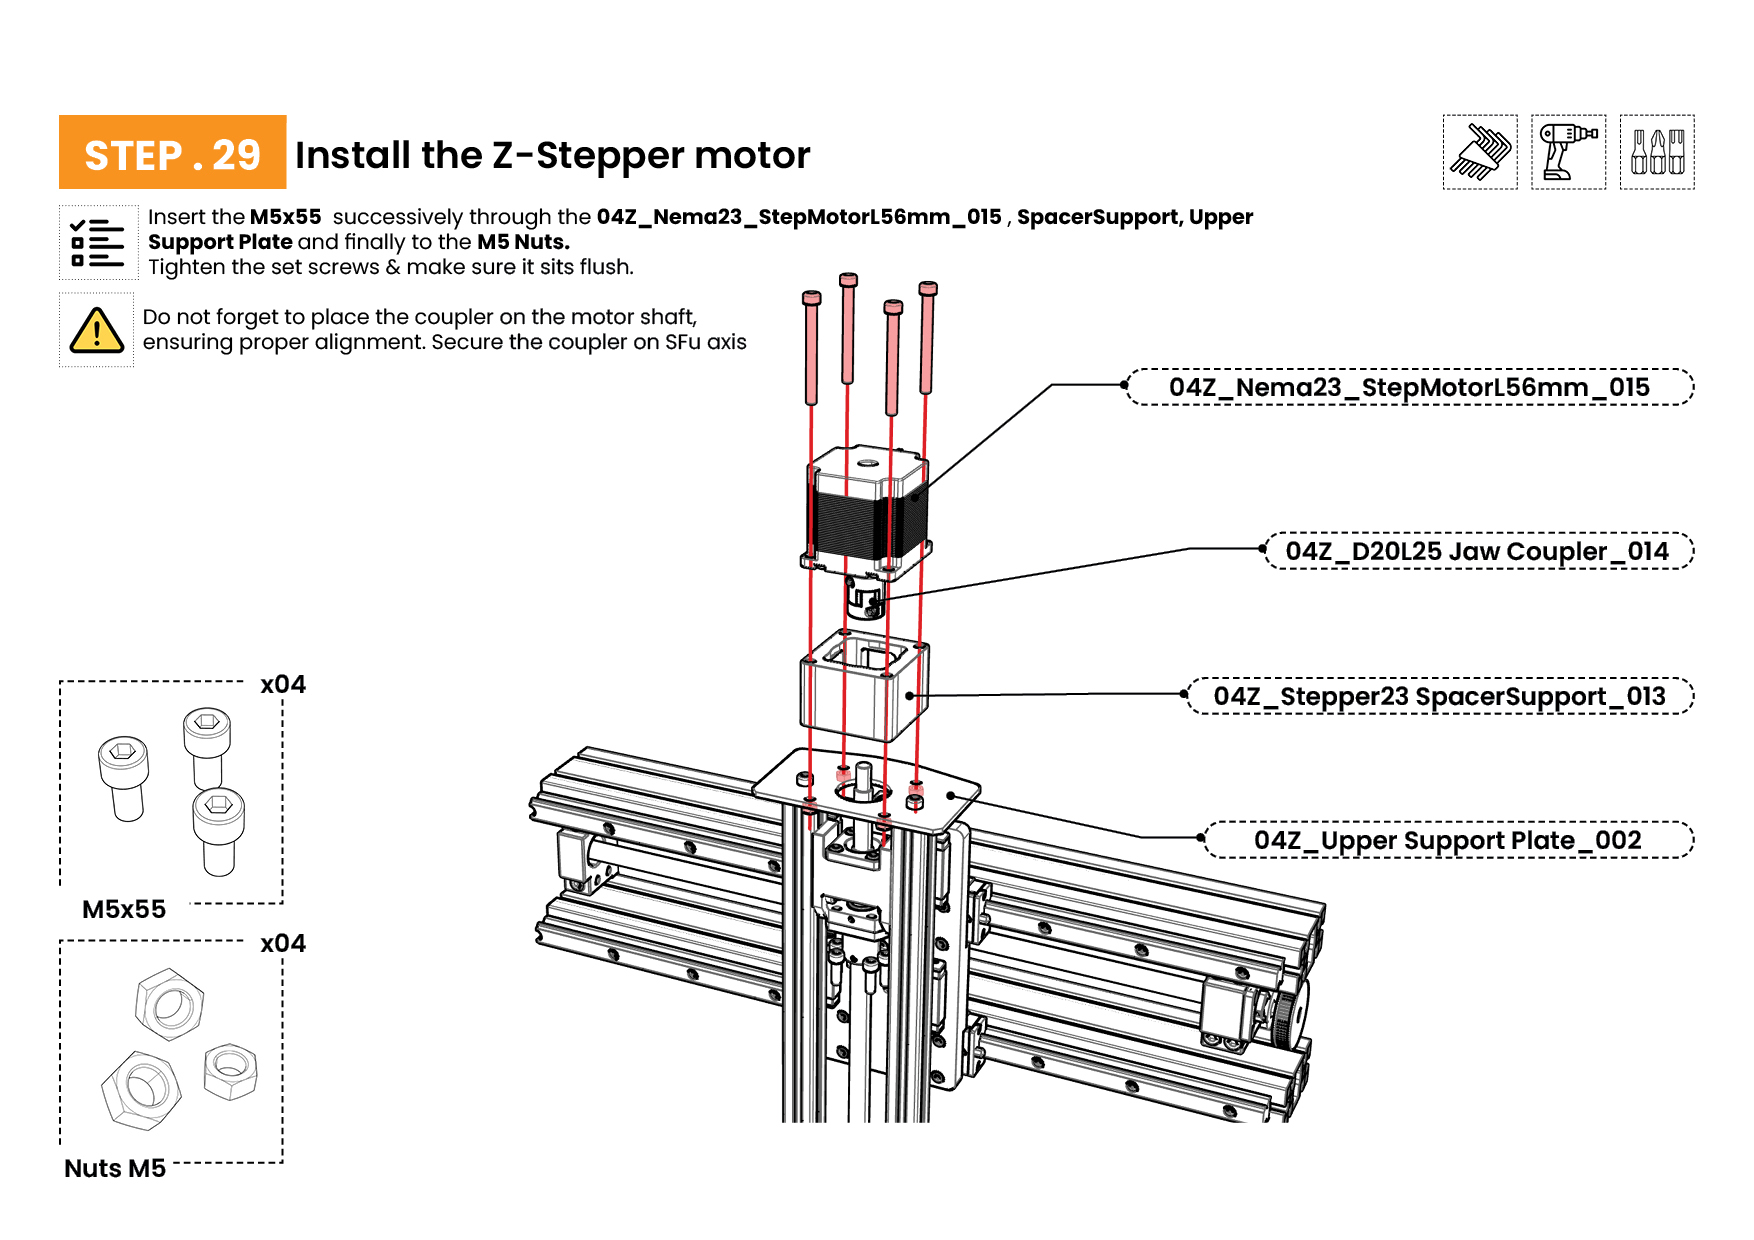 STEP . 29 Install the Z-Stepper motor
Insert the M5x55 successively through the 04Z_Nema23_StepMotorL56mm_015 , SpacerSupport, Upper
Support Plate and finally to the M5 Nuts.
Tighten the set screws & make sure it sits flush.
Do not forget to place the coupler on the motor shaft,
ensuring proper alignment. Secure the coupler on SFu axis
04Z_Nema23_StepMotorL56mm_015
04Z_D20L25 Jaw Coupler_014
04Z_Stepper23 SpacerSupport_013
04Z_Upper Support Plate_002
x04
M5x55
x04
Nuts M5